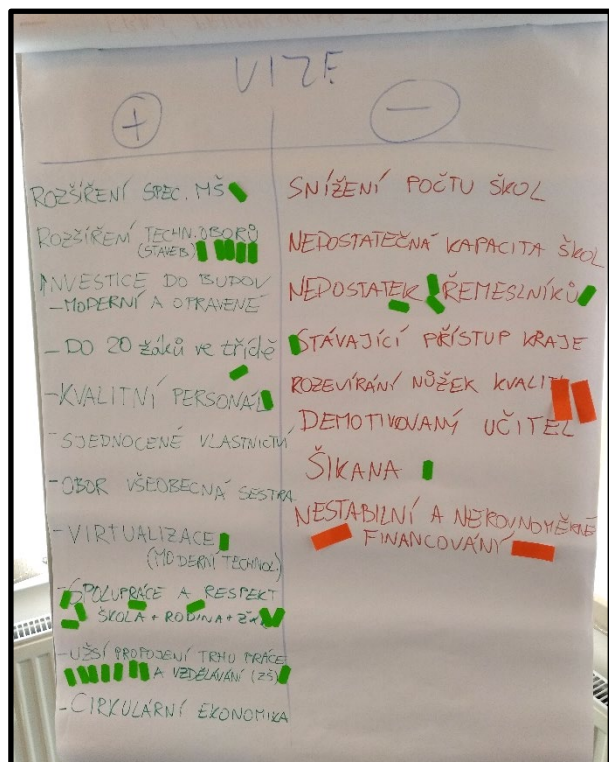 VIZE
+
ROZŠÍŘENÍ SPEC. MŠ
ROZŠÍŘENÍ TECHN. OBORŮ
(STAVEB)
INVESTICE DO BUDOV
- MODERNÍ A OPRAVENÉ
- DO 20 žáků ve třídě
- KVALITNÍ PERSONÁL
- SJEDNOCENÉ VLASTNICTVÍ
- OBOR VŠEOBECNÁ SESTRA
- VIRTUALIZACE
(MODERNÍ TECHNOL)
- SPOLUPRÁCE A RESPEKT
ŠKOLA + RODINA +
- UŽSÍ PROPOJENÍ TRHU PRÁCE
A VZDĚLÁVÁNÍ (ZŠ)
- CIRKULÁRNÍ EKONOMIKA
-
SNÍŽENÍ POČTU ŠKOL
NEDOSTATEČNÁ KAPACITA ŠKOL
NEDOSTATEK ŘEMESLNÍKŮ
STÁVAJÍCÍ PŘÍSTUP KRAJE
ROZEVÍRÁNÍ NŮŽEK KVALITY
DEMOTIVOVANÝ UČITEL
ŠIKANA
NESTABILNÍ A NEROVNOMĚRNÉ
FINANCOVÁNÍ